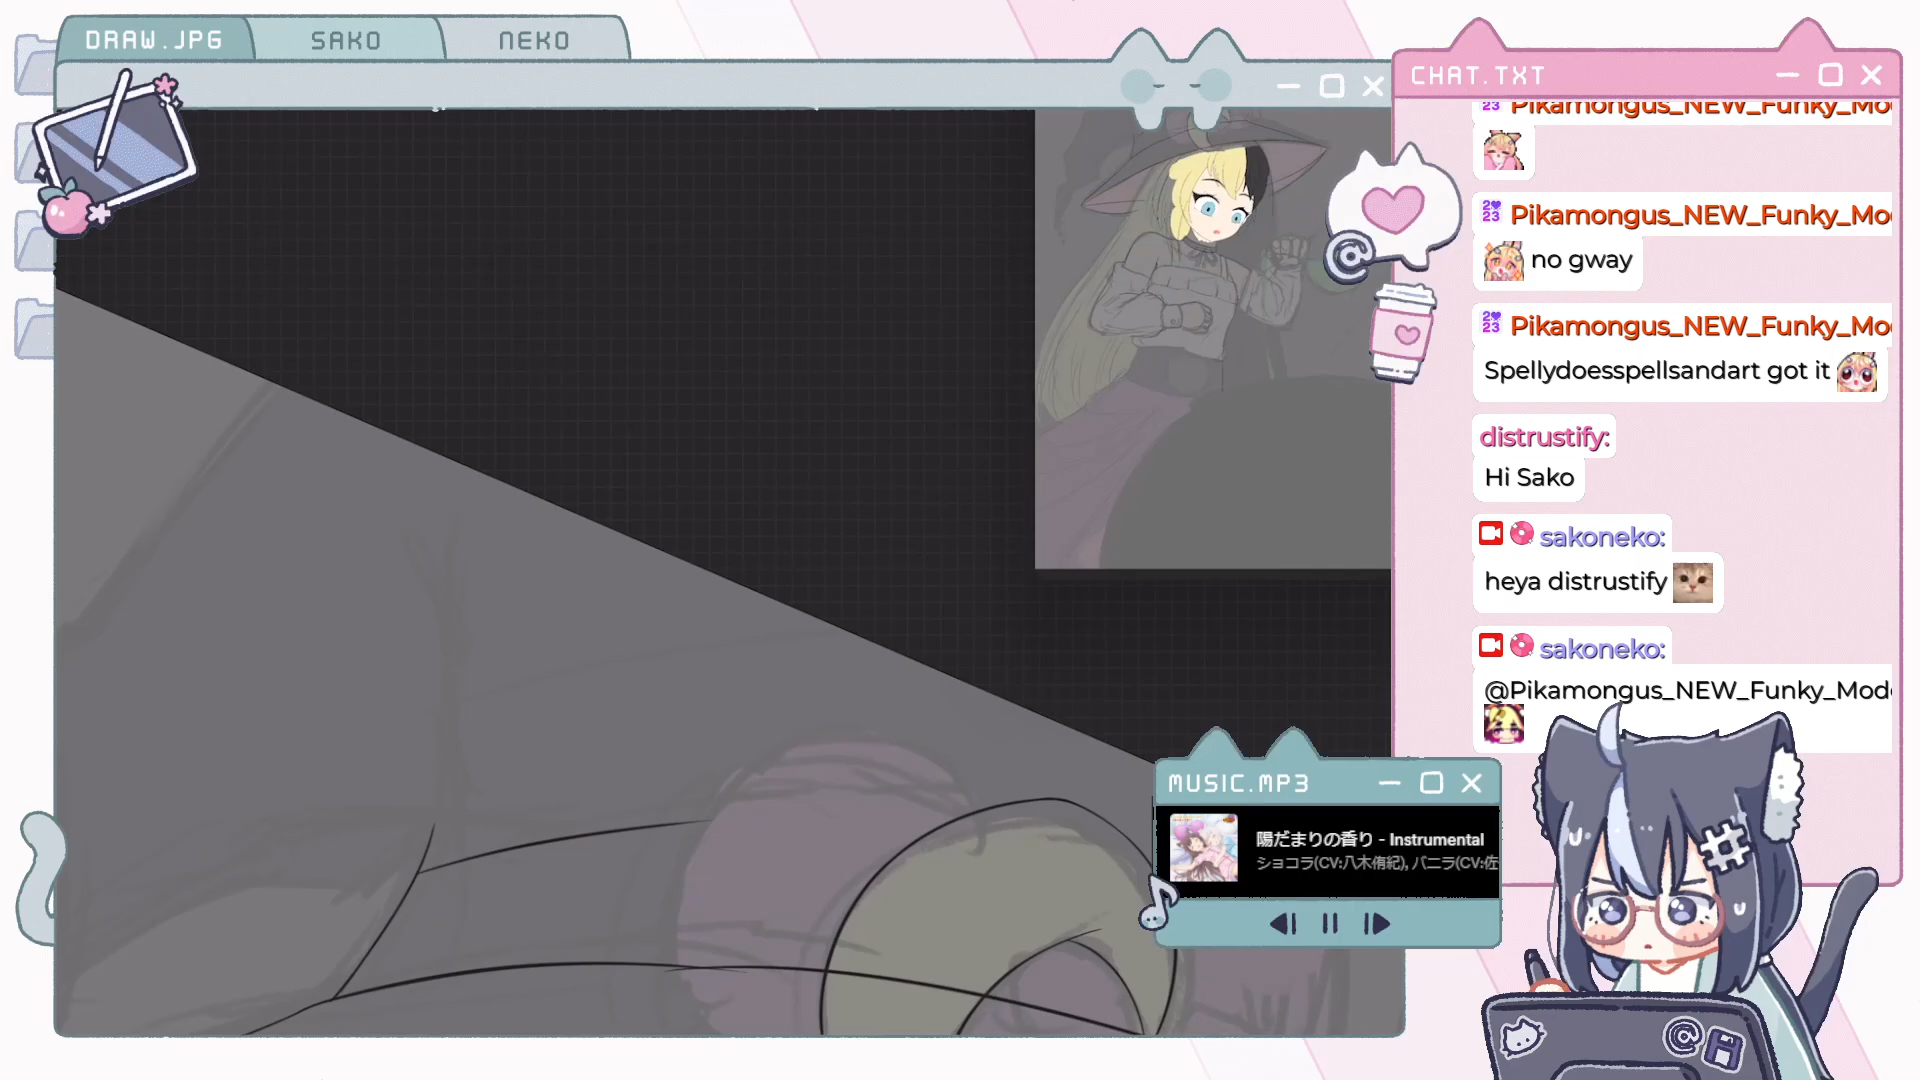 DRAW.JPG
SAKO
NEKO
CHAT.TXT
Pikamongus_NEW_Funky_Mo
Pikamongus_NEW_Funky_Mo
no gway
Pikamongus_NEW_Funky_Mo
Spellydoesspellsandart got it
distrustify:
Hi Sako
sakoneko:
heya distrustify
sakoneko:
@Pikamongus_NEW_Funky_Mod
MUSIC.MP3
陽だまりの香り - Instrumental
ショコラ(CV:八木侑紀), バニラ(CV:佐